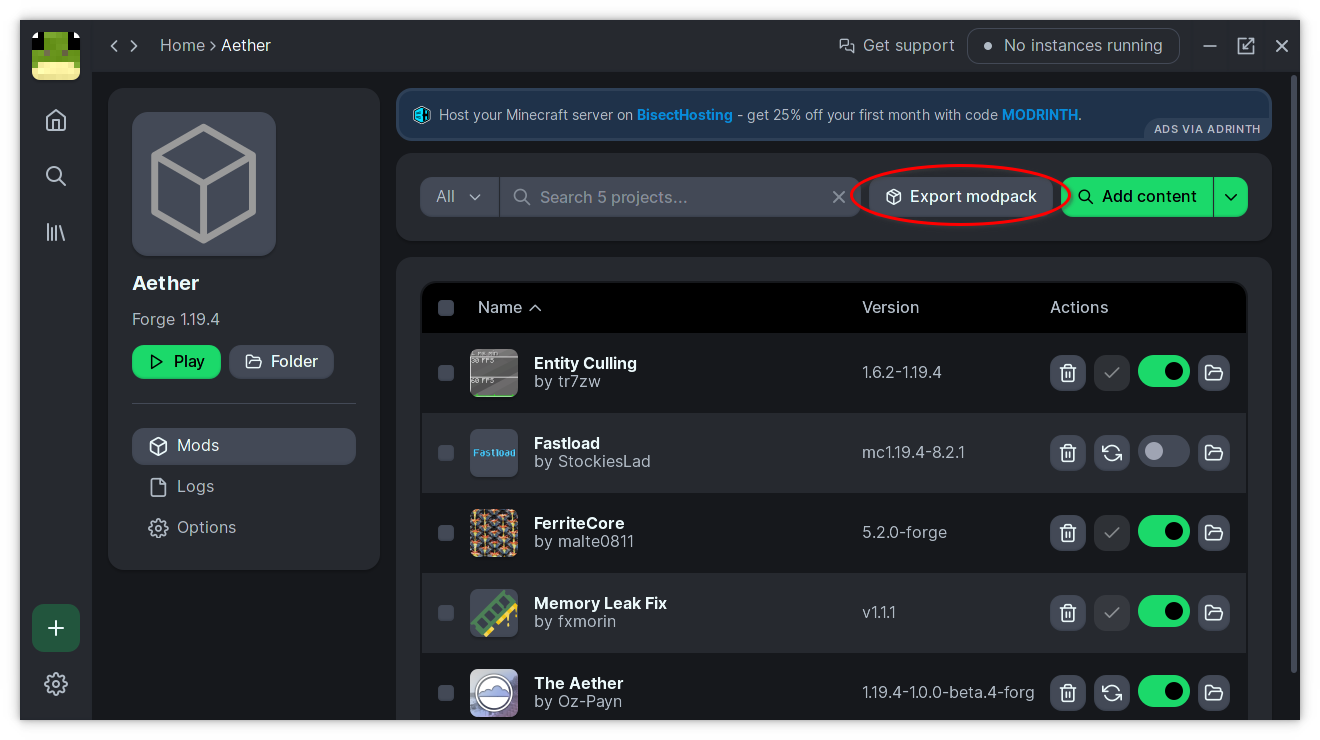 Home > Aether
Get support
No instances running
Host your Minecraft server on BisectHosting - get 25% off your first month with code MODRINTH.
ADS VIA ADRINTH
All
Search 5 projects...
Export modpack
Add content
Aether
Forge 1.19.4
Play
Folder
Mods
Logs
Options
Name
Version
Actions
Entity Culling
by tr7zw
1.6.2-1.19.4
30 FPS
60 FPS
Fastload
Fastload
by StockiesLad
mc1.19.4-8.2.1
FerriteCore
by malte0811
5.2.0-forge
Memory Leak Fix
by fxmorin
v1.1.1
The Aether
by Oz-Payn
1.19.4-1.0.0-beta.4-forg